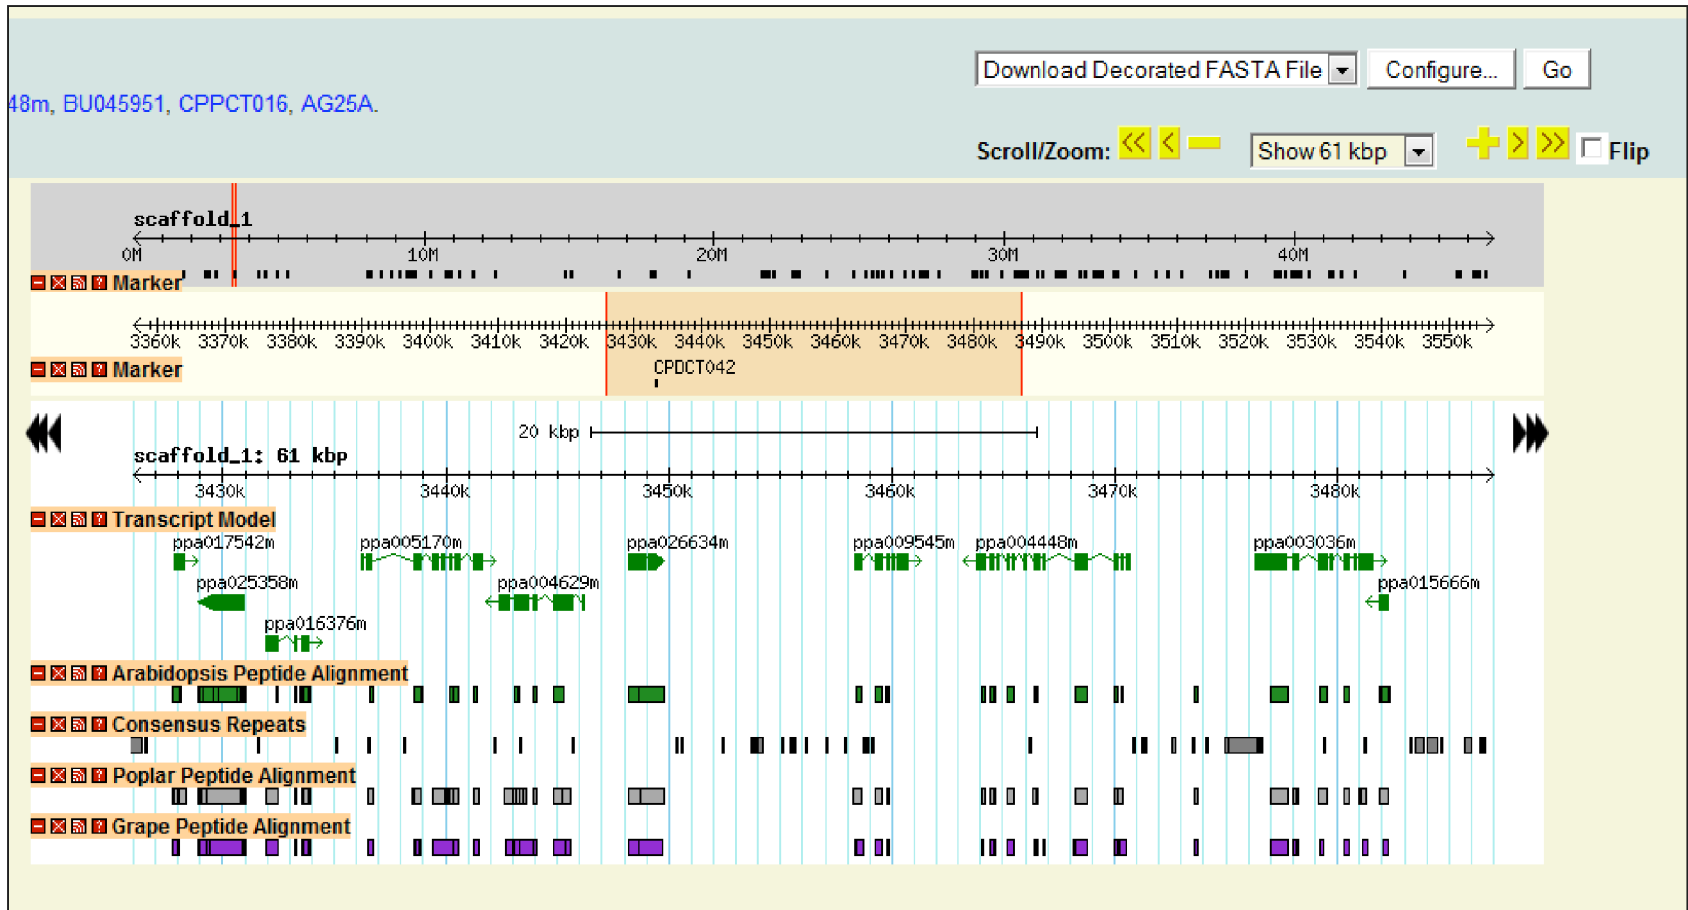 Download Decorated FASTA File Configure... Go
48m, BU045951, CPPCT016, AG25A.
Scroll/Zoom: << < Show 61 kbp > >> Flip
scaffold_1
0M 10M 20M 30M 40M
Marker
3360k 3370k 3380k 3390k 3400k 3410k 3420k 3430k 3440k 3450k 3460k 3470k 3480k 3490k 3500k 3510k 3520k 3530k 3540k 3550k
Marker CPDCT042
20 kbp
scaffold_1: 61 kbp
3430k 3440k 3450k 3460k 3470k 3480k
Transcript Model
ppa017542m ppa005170m ppa026634m ppa009545m ppa004448m ppa003036m
ppa025358m ppa004629m ppa015666m
ppa016376m
Arabidopsis Peptide Alignment
Consensus Repeats
Poplar Peptide Alignment
Grape Peptide Alignment